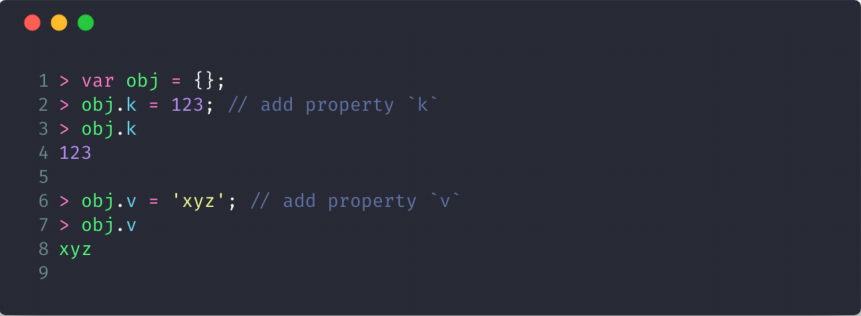 1 > var obj = {};
2 > obj.k = 123; // add property `k`
3 > obj.k
4 123
5
6 > obj.v = 'xyz'; // add property `v`
7 > obj.v
8 xyz
9